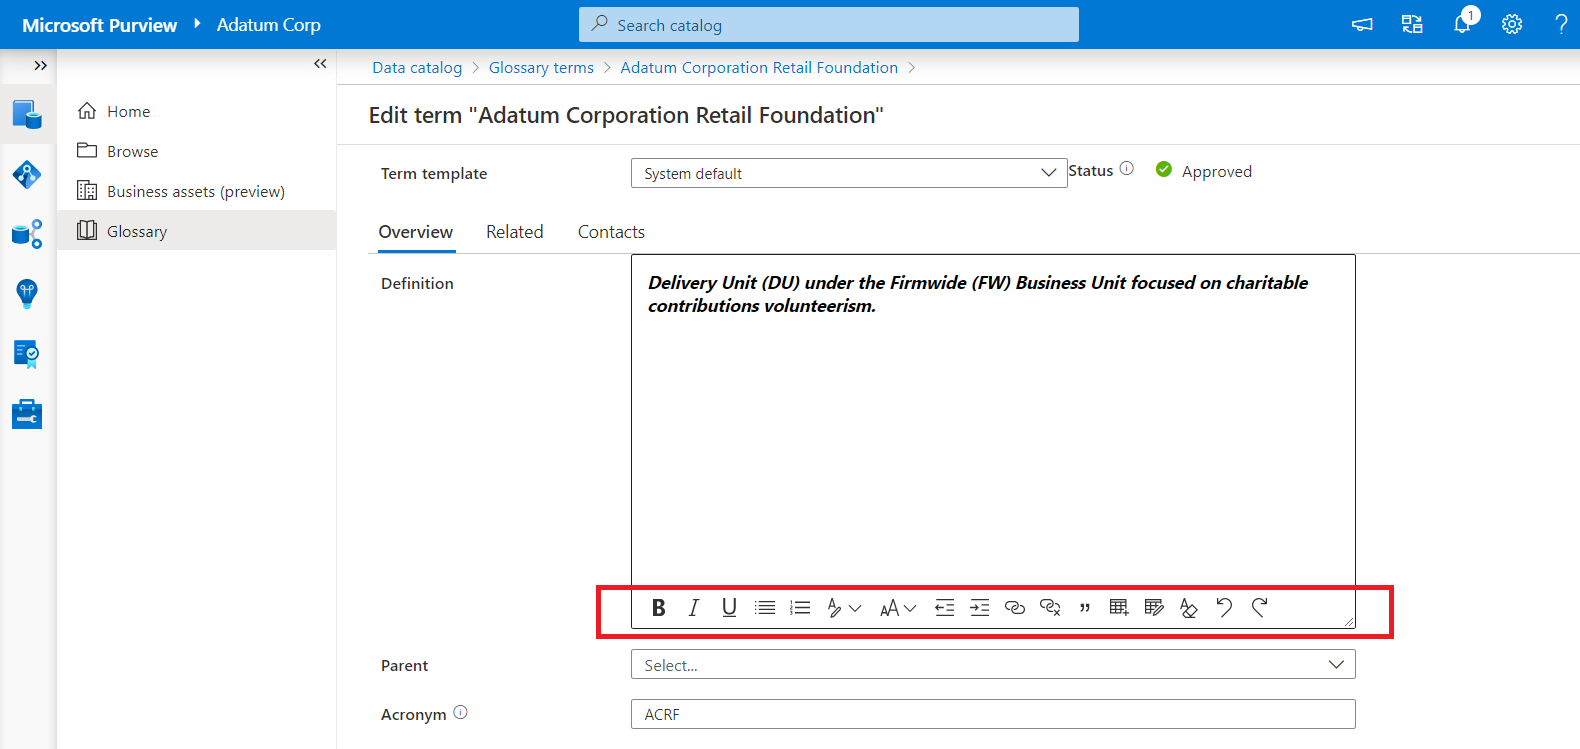 Microsoft Purview Adatum Corp Search catalog 1
Data catalog > Glossary terms > Adatum Corporation Retail Foundation >
Home
Browse
Business assets (preview)
Glossary
Edit term "Adatum Corporation Retail Foundation"
Term template System default Status Approved
Overview Related Contacts
Definition
Delivery Unit (DU) under the Firmwide (FW) Business Unit focused on charitable
contributions volunteerism.
B I U
Parent Select...
Acronym ACRF